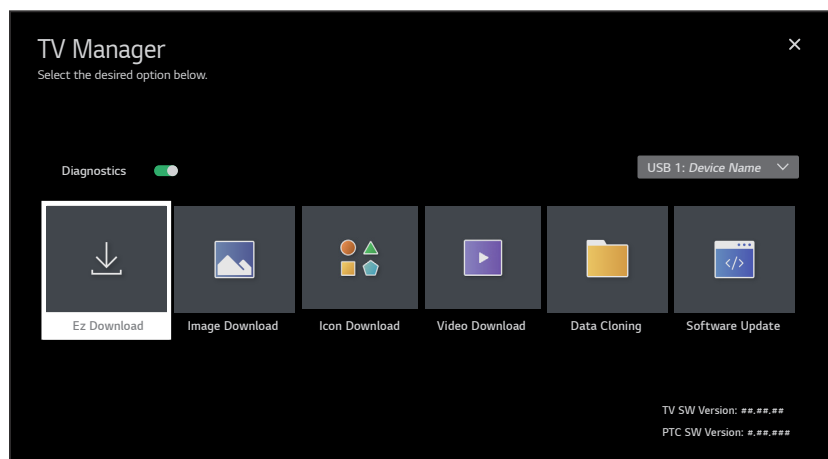 TV Manager
Select the desired option below.
Diagnostics
USB 1: Device Name
Ez Download
Image Download
Icon Download
Video Download
Data Cloning
Software Update
TV SW Version: ##.##.##
PTC SW Version: #.##.###